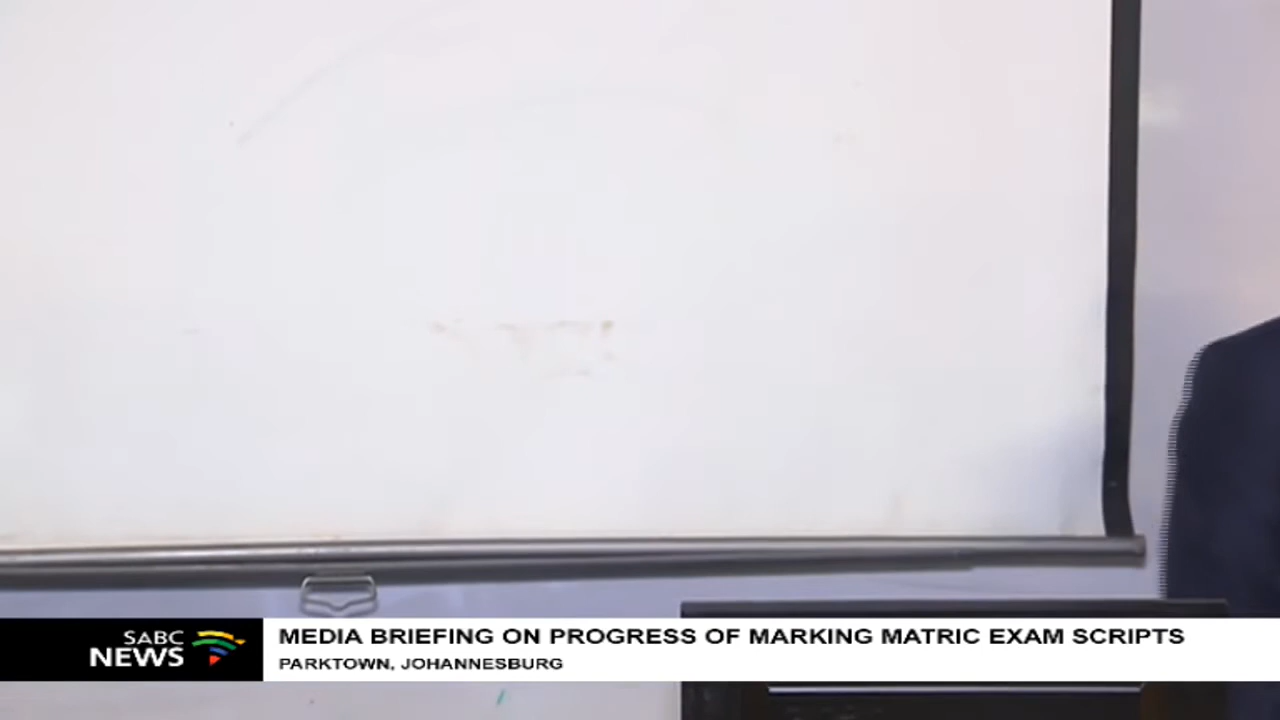 SABC
NEWS
MEDIA BRIEFING ON PROGRESS OF MARKING MATRIC EXAM SCRIPTS
PARKTOWN, JOHANNESBURG